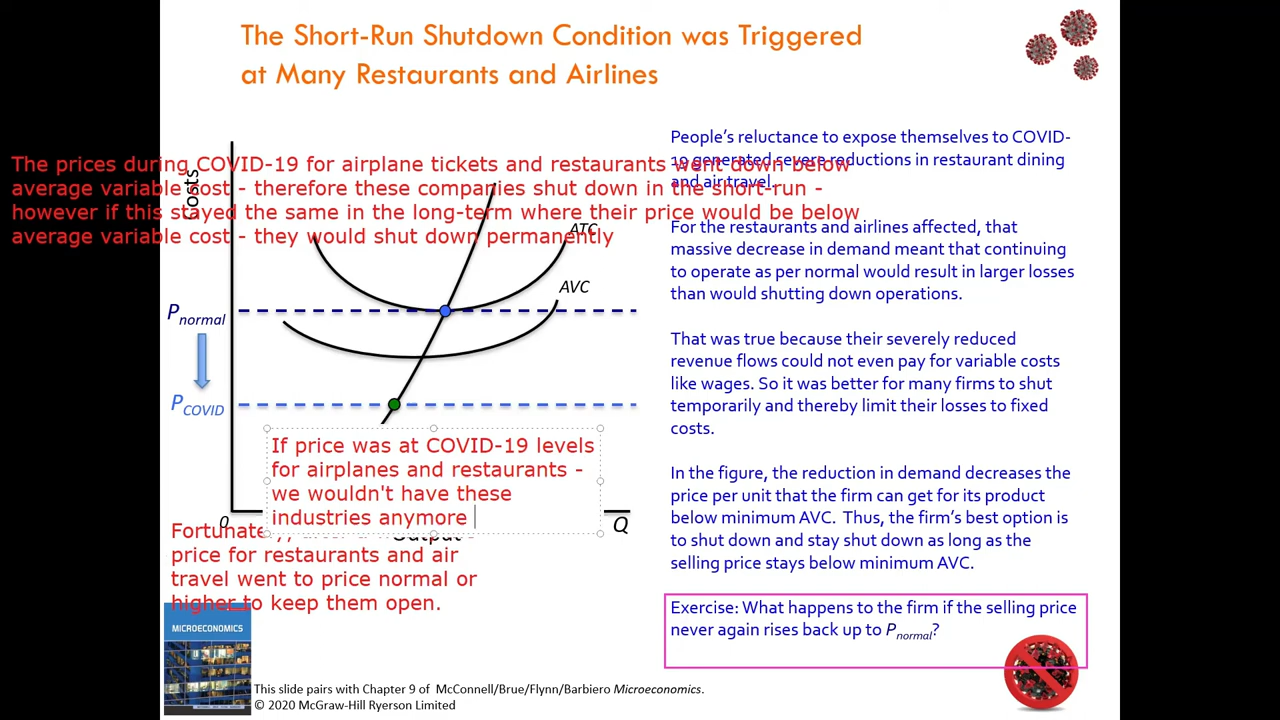 The Short-Run Shutdown Condition was Triggered
at Many Restaurants and Airlines
The prices during COVID-19 for airplane tickets and restaurants went down below
average variable cost - therefore these companies shut down in the short-run -
however if this stayed the same in the long-term where their price would be below
average variable cost - they would shut down permanently
Costs
ATC
AVC
P normal
P COVID
If price was at COVID-19 levels
for airplanes and restaurants -
we wouldn't have these
industries anymore
0
Q
Output
Fortunately, after
price for restaurants and air
travel went to price normal or
higher to keep them open.
People's reluctance to expose themselves to COVID-
19 generated severe reductions in restaurant dining
and air travel.
For the restaurants and airlines affected, that
massive decrease in demand meant that continuing
to operate as per normal would result in larger losses
than would shutting down operations.
That was true because their severely reduced
revenue flows could not even pay for variable costs
like wages. So it was better for many firms to shut
temporarily and thereby limit their losses to fixed
costs.
In the figure, the reduction in demand decreases the
price per unit that the firm can get for its product
below minimum AVC. Thus, the firm's best option is
to shut down and stay shut down as long as the
selling price stays below minimum AVC.
Exercise: What happens to the firm if the selling price
never again rises back up to P normal?
MICROECONOMICS
This slide pairs with Chapter 9 of McConnell/Brue/Flynn/Barbiero Microeconomics.
© 2020 McGraw-Hill Ryerson Limited